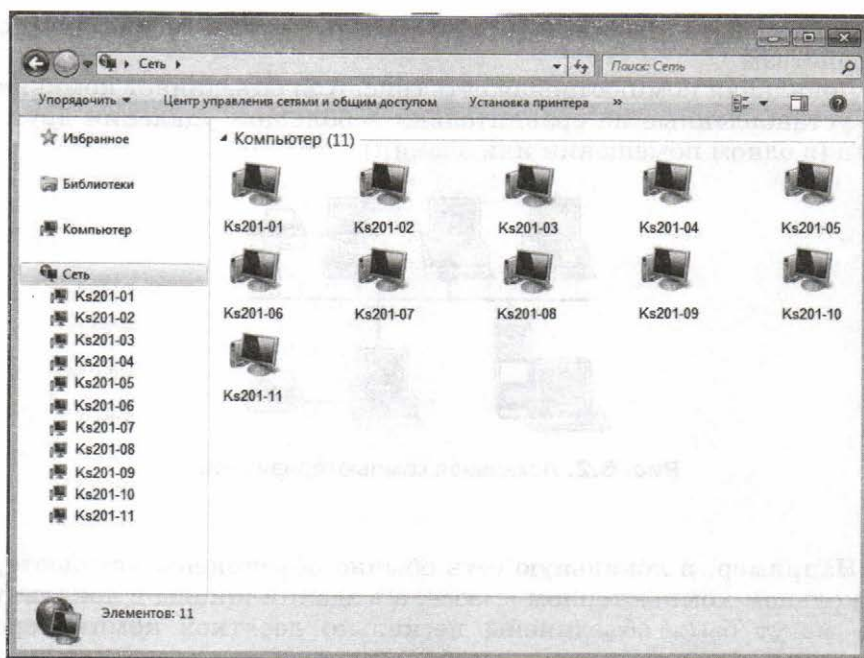 Сеть
Поиск: Сеть
Упорядочить
Центр управления сетями и общим доступом
Установка принтера
»
Избранное
Библиотеки
Компьютер
Сеть
Ks201-01
Ks201-02
Ks201-03
Ks201-04
Ks201-05
Ks201-06
Ks201-07
Ks201-08
Ks201-09
Ks201-10
Ks201-11
Компьютер (11)
Ks201-01 Ks201-02 Ks201-03 Ks201-04 Ks201-05
Ks201-06 Ks201-07 Ks201-08 Ks201-09 Ks201-10
Ks201-11
Элементов: 11